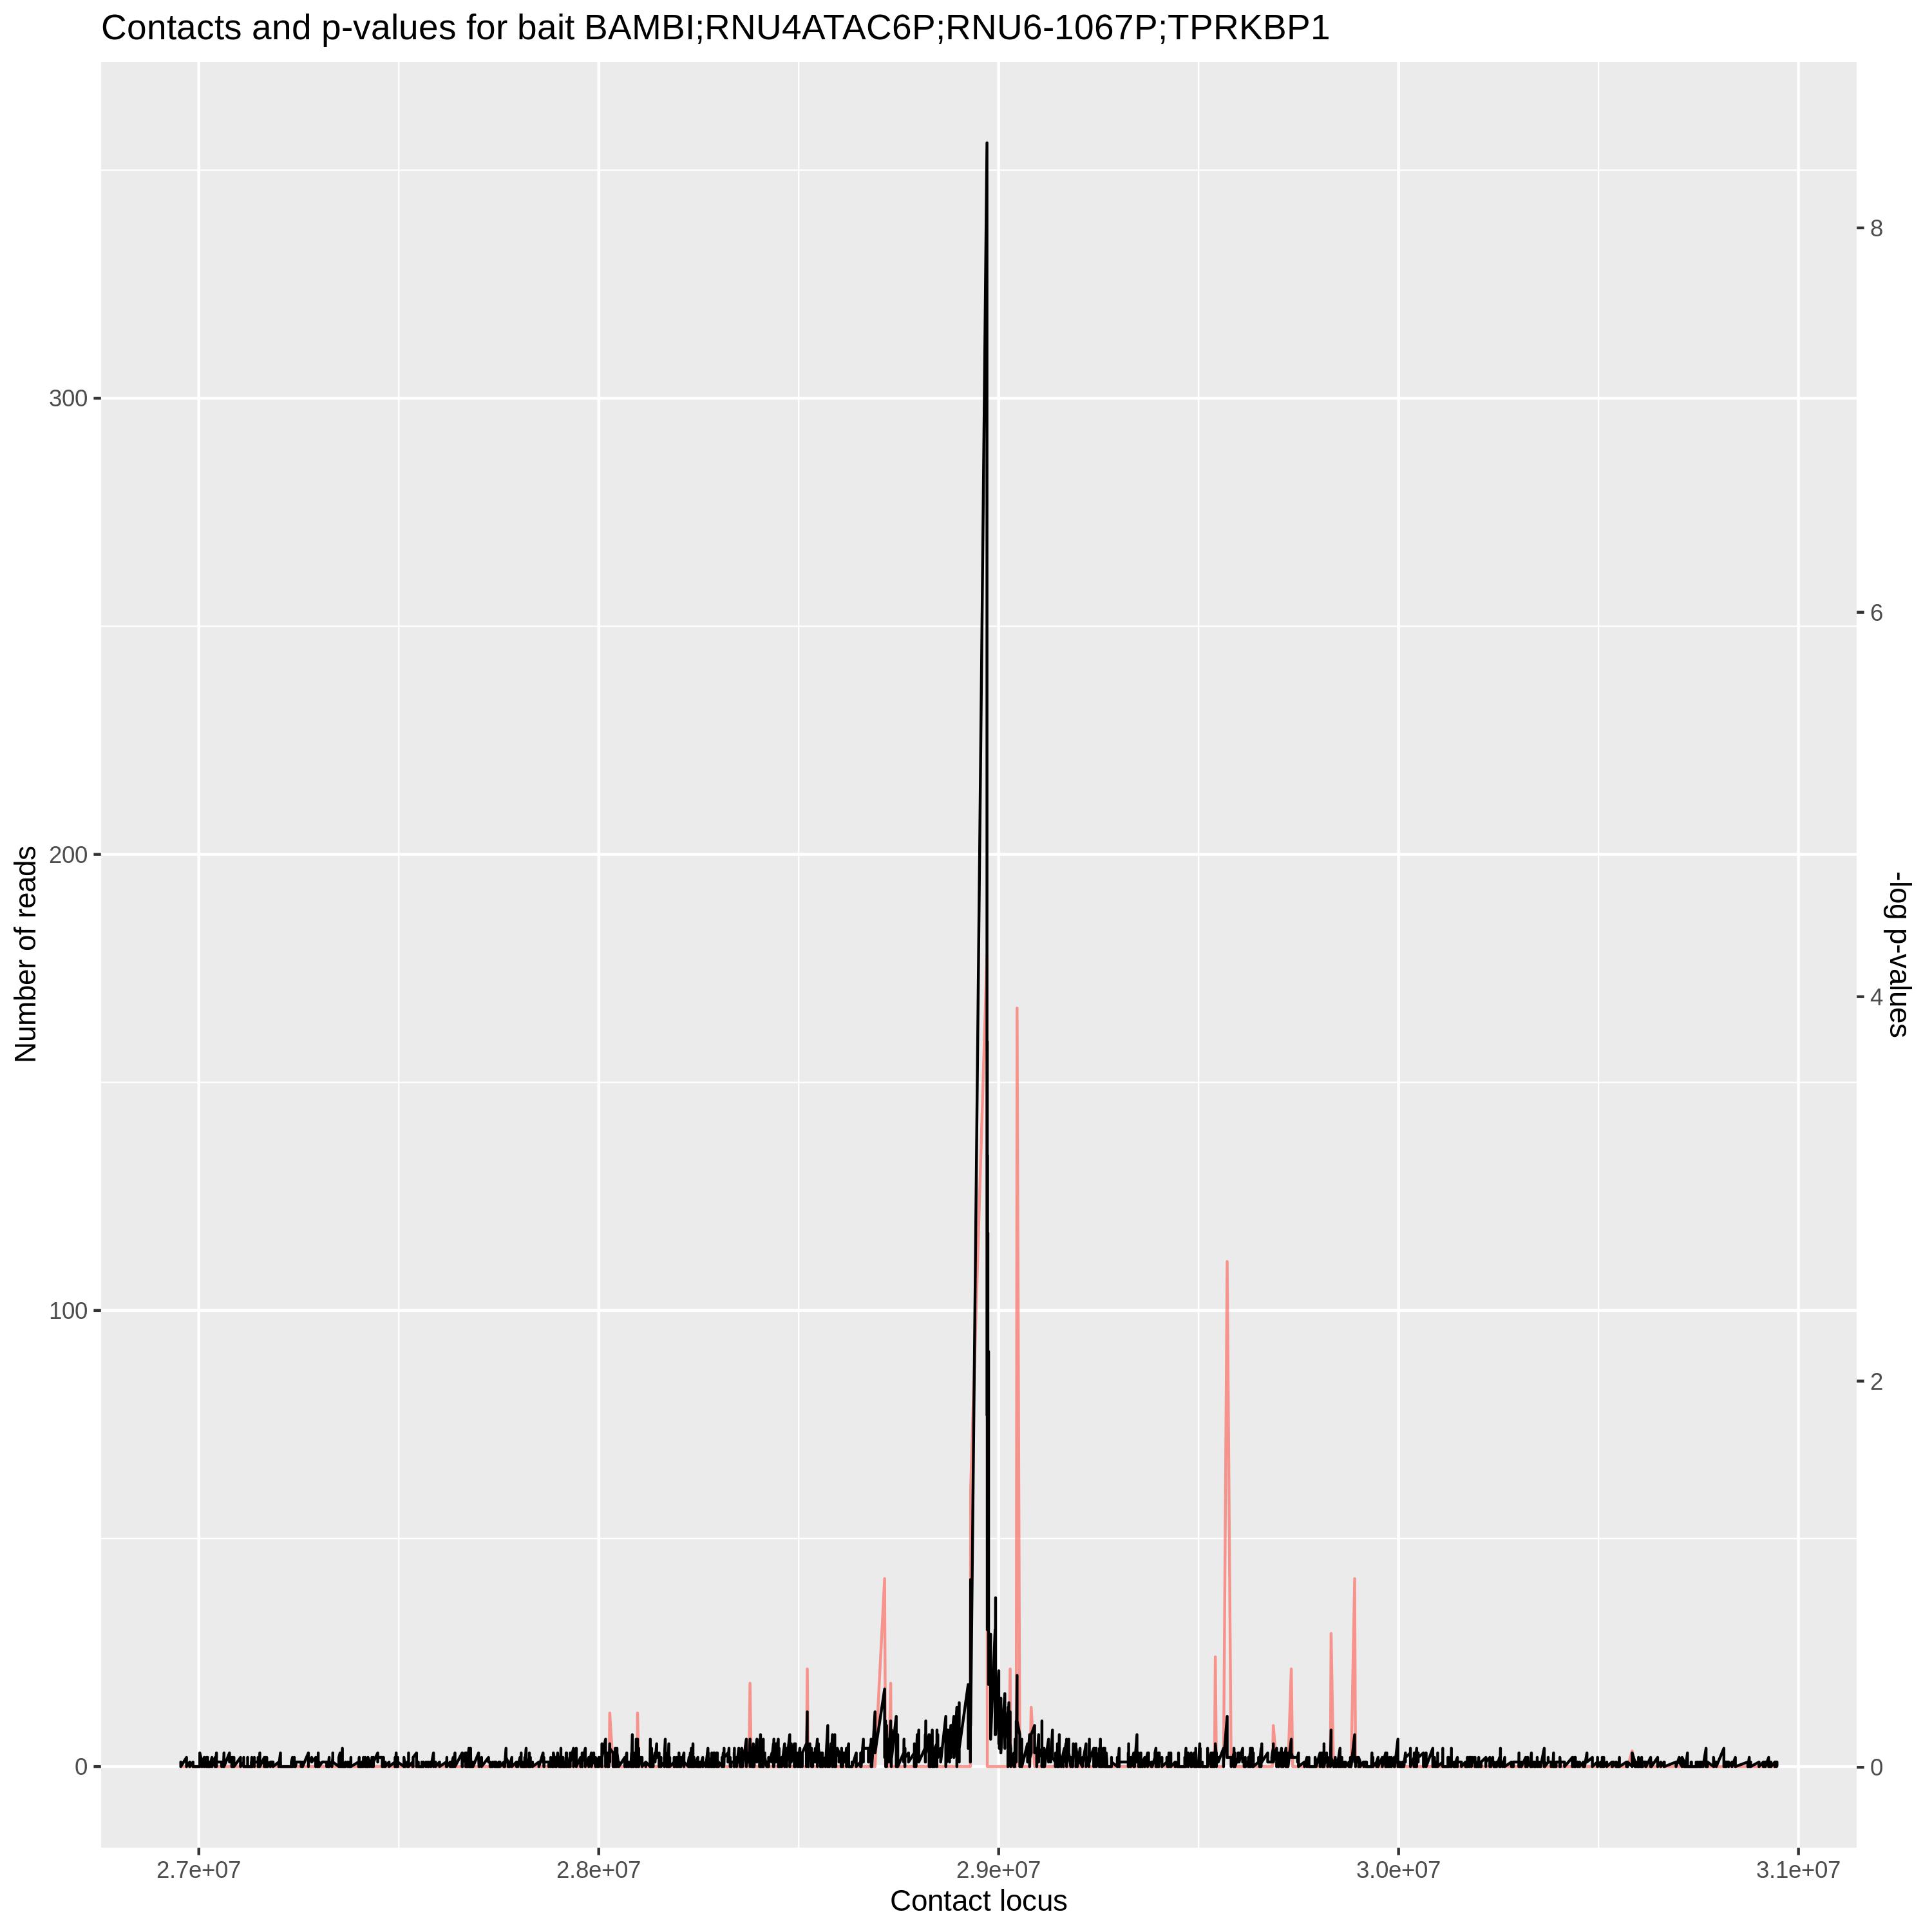 Contacts and p-values for bait BAMBI;RNU4ATAC6P;RNU6-1067P;TPRKBP1
Number of reads
300
200
100
0
8
6
4
2
0
-log p-values
2.7e+07 2.8e+07 2.9e+07 3.0e+07 3.1e+07
Contact locus